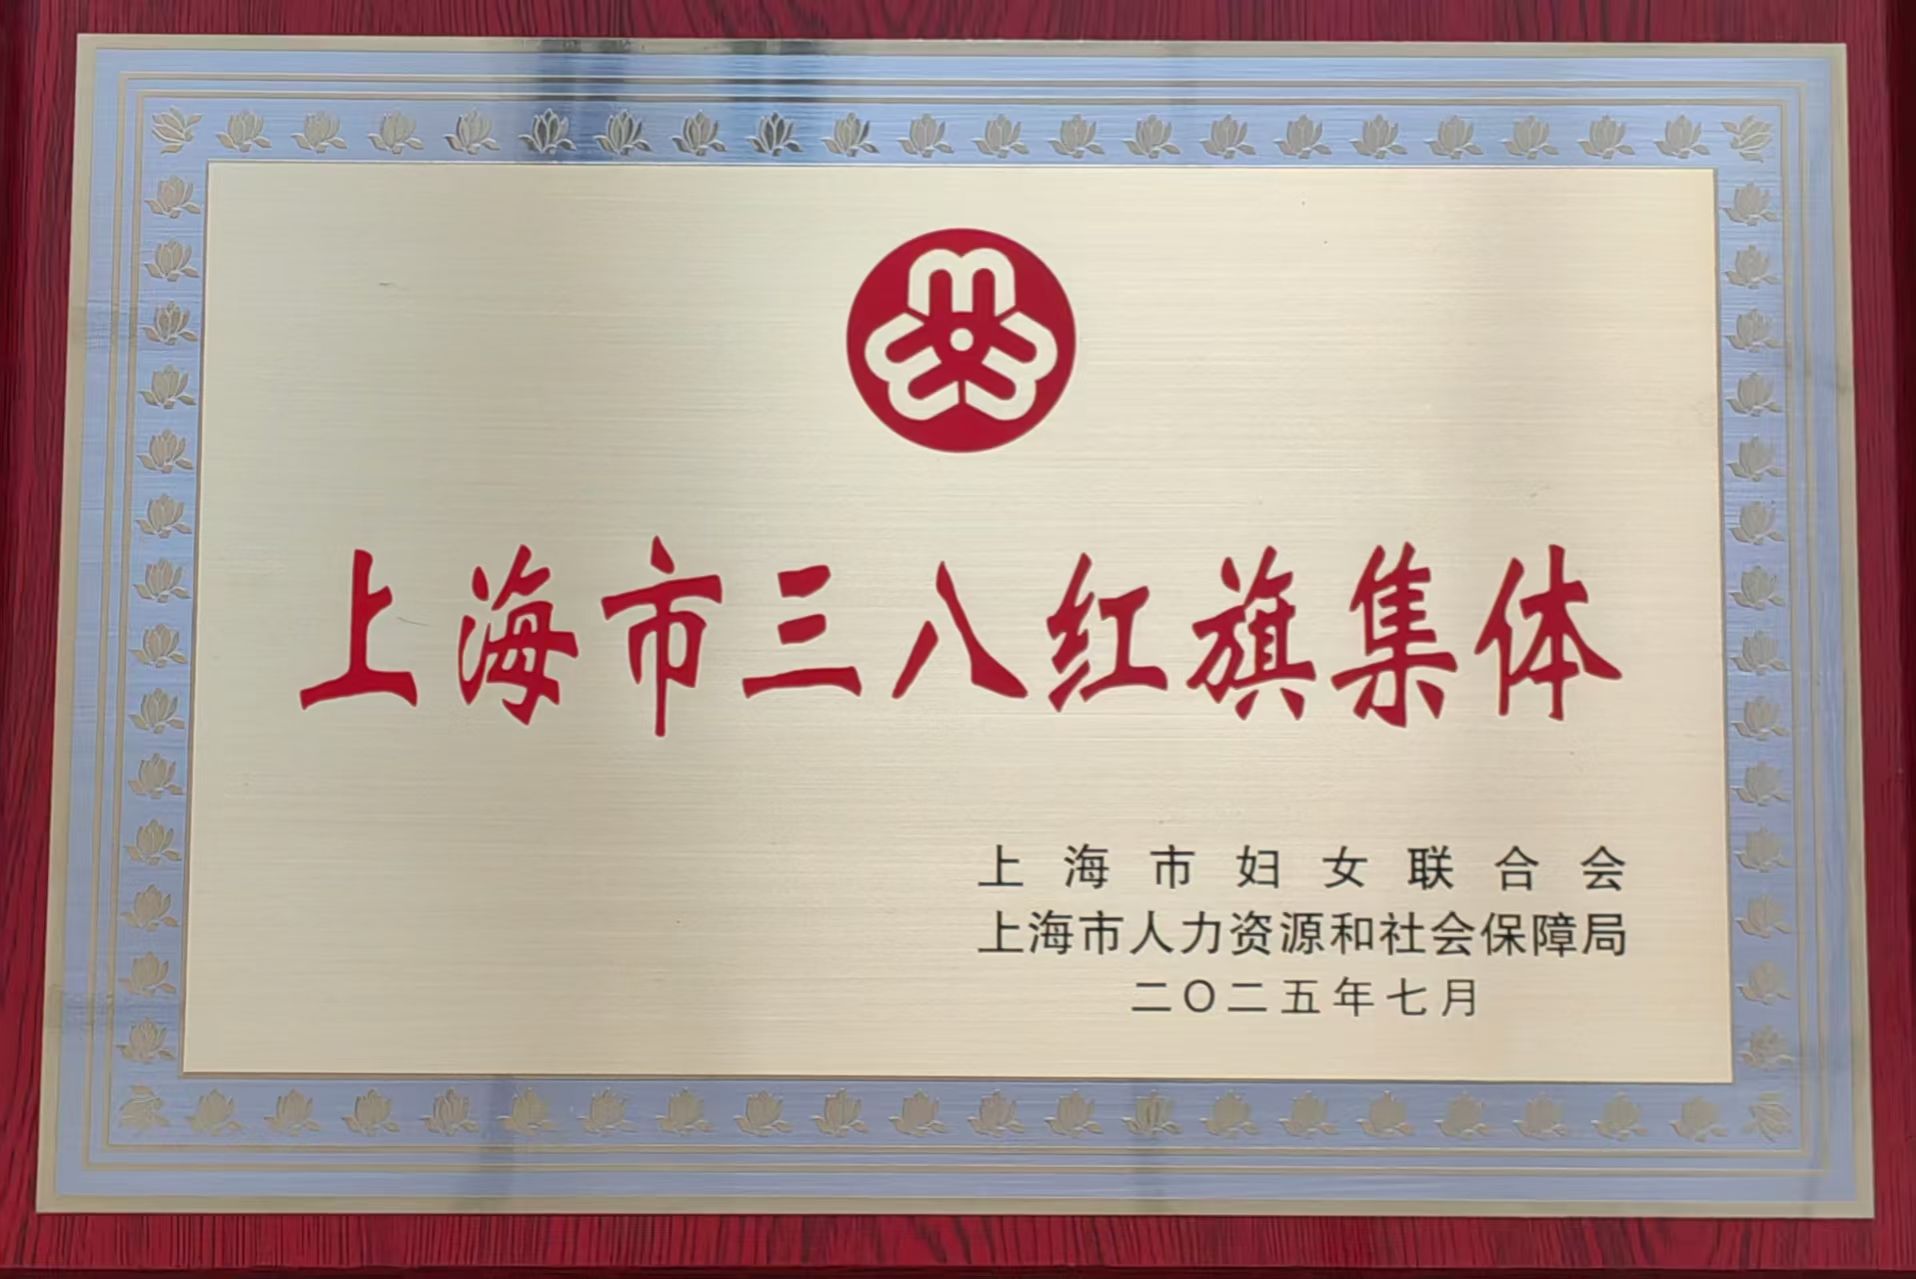 上海市三八红旗集体
上海市妇女联合会
上海市人力资源和社会保障局
二〇二五年七月